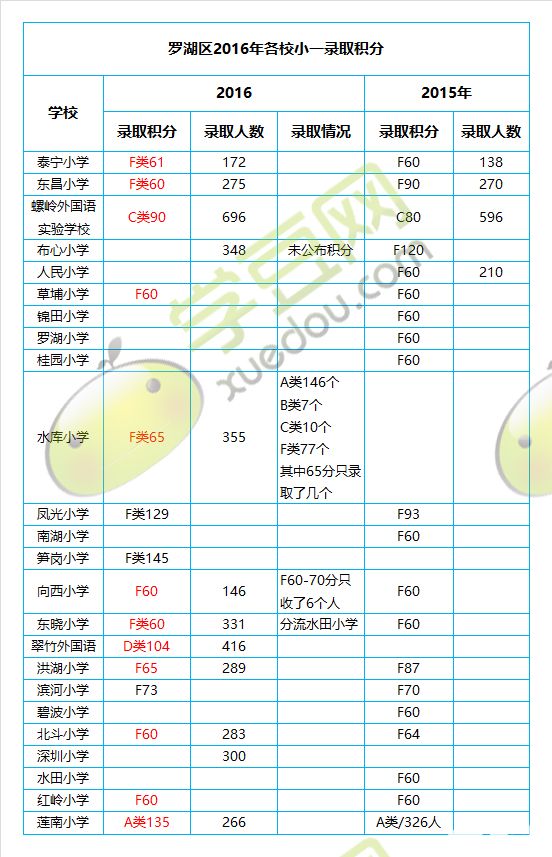 罗湖区2016年各校小一录取积分
学校 2016 2015年
录取积分 录取人数 录取情况 录取积分 录取人数
泰宁小学 F类61 172 F60 138
东昌小学 F类60 275 F90 270
螺岭外国语
实验学校 C类90 696 C80 596
布心小学 348 未公布积分 F120
人民小学 F60 210
草埔小学 F60 F60
锦田小学 F60
罗湖小学 F60
桂园小学 F60
水库小学 F类65 355 A类146个
B类7个
C类10个
F类77个
其中65分只录
取了几个
凤光小学 F类129 F93
南湖小学 F60
笋岗小学 F类145
向西小学 F60 146 F60-70分只
收了6个人 F60
东晓小学 F类60 331 分流水田小学 F60
翠竹外国语 D类104 416
洪湖小学 F65 289 F87
滨河小学 F73 F70
碧波小学 F60
北斗小学 F60 283 F64
深圳小学 300
水田小学 F60
红岭小学 F60 F60
莲南小学 A类135 266 A类/326人
学豆网
xuedou.com